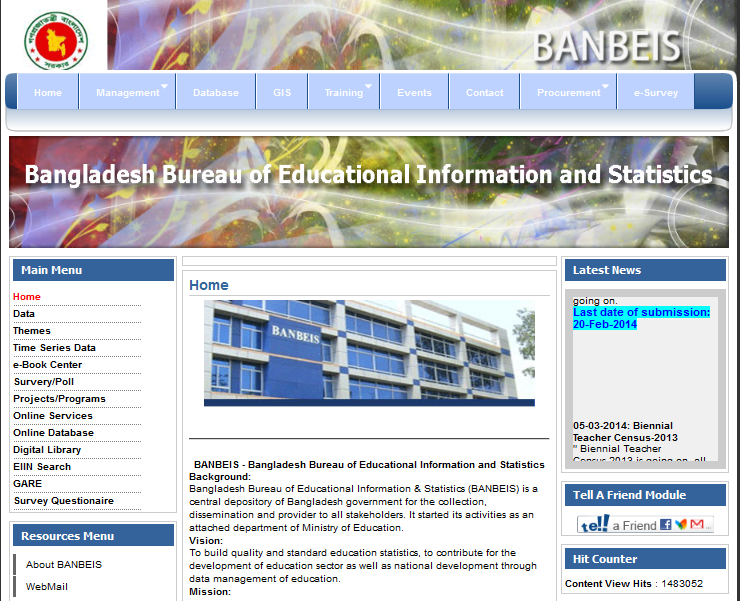 গণপ্রজাতন্ত্রী বাংলাদেশ
সরকার
BANBEIS
Home
Management
Database
GIS
Training
Events
Contact
Procurement
e-Survey
Bangladesh Bureau of Educational Information and Statistics
Main Menu
Home
Data
Themes
Time Series Data
e-Book Center
Survery/Poll
Projects/Programs
Online Services
Online Database
Digital Library
EIIN Search
GARE
Survey Questionaire
Resources Menu
About BANBEIS
WebMail
Home
BANBEIS
BANBEIS - Bangladesh Bureau of Educational Information and Statistics
Background:
Bangladesh Bureau of Educational Information & Statistics (BANBEIS) is a
central depository of Bangladesh government for the collection,
dissemination and provider to all stakeholders. It started its activities as an
attached department of Ministry of Education.
Vision:
To build quality and standard education statistics, to contribute for the
development of education sector as well as national development through
data management of education.
Mission:
Latest News
going on.
Last date of submission:
20-Feb-2014
05-03-2014: Biennial
Teacher Census-2013
" Biennial Teacher
Census 2013 is going on, all
Tell A Friend Module
tell a Friend
Hit Counter
Content View Hits : 1483052